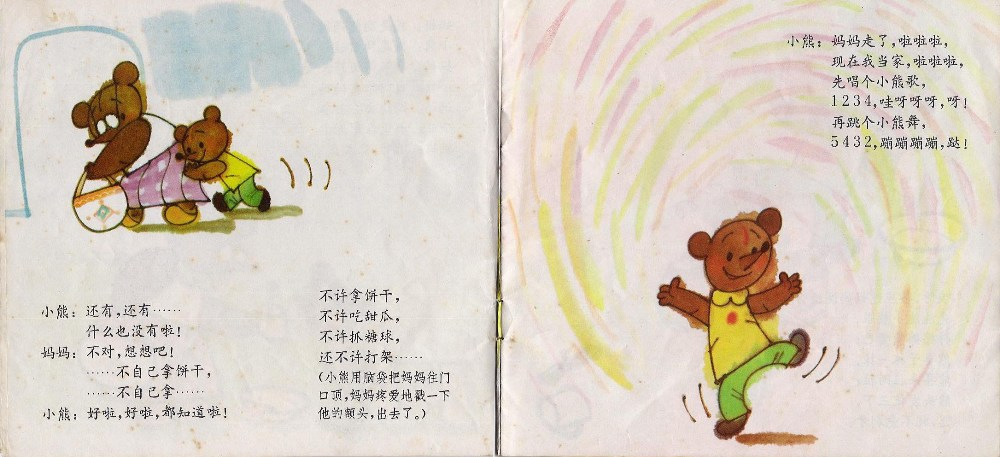 小熊：还有，还有……
什么也没有啦！
妈妈：不对，想想吧！
……不自己拿饼干，
……不自己拿……
小熊：好啦，好啦，都知道啦！
不许拿饼干，
不许吃甜瓜，
不许抓糖球，
还不许打架……
（小熊用脑袋把妈妈往门
口顶，妈妈疼爱地戳一下
他的额头，出去了。）
小熊：妈妈走了，啦啦啦，
现在我当家，啦啦啦，
先唱个小熊歌，
1234，哇呀呀呀，呀！
再跳个小熊舞，
5432，蹦蹦蹦蹦，跶！